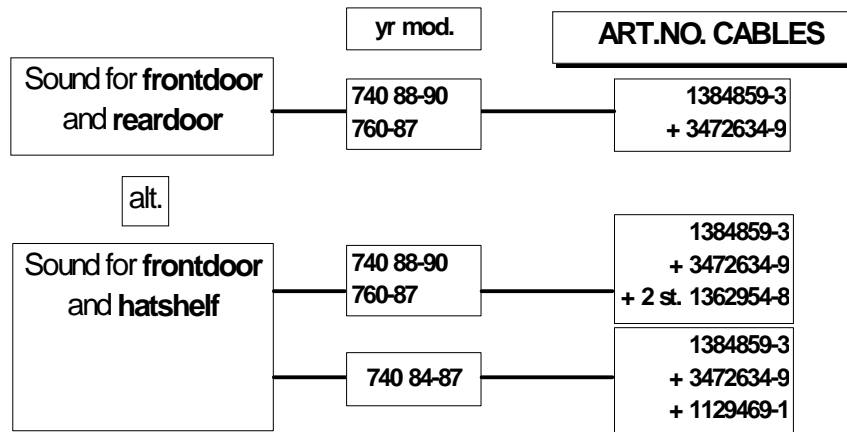 yr mod.
ART.NO. CABLES
Sound for frontdoor
and reardoor
740 88-90
760-87
1384859-3
+ 3472634-9
alt.
Sound for frontdoor
and hatshelf
740 88-90
760-87
1384859-3
+ 3472634-9
+ 2 st. 1362954-8
740 84-87
1384859-3
+ 3472634-9
+ 1129469-1